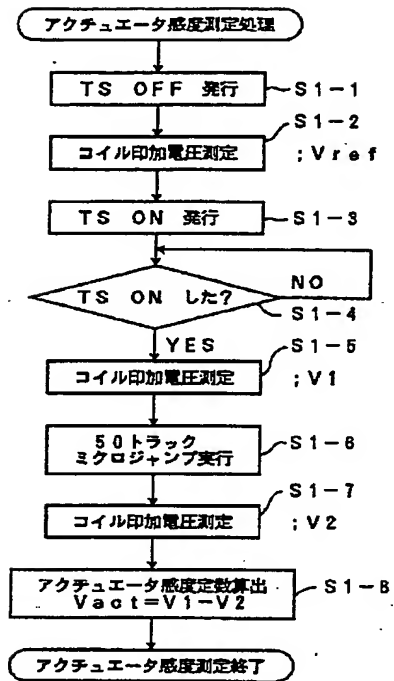 アクチュエータ感度測定処理
TS OFF 発行
S1-1
S1-2
コイル印加電圧測定
;Vref
TS ON 発行
S1-3
NO
TS ON した?
S1-4
YES
S1-5
コイル印加電圧測定
;V1
50トラック
ミクロジャンプ実行
S1-6
S1-7
コイル印加電圧測定
;V2
アクチュエータ感度定数算出
Vact=V1-V2
S1-8
アクチュエータ感度測定終了